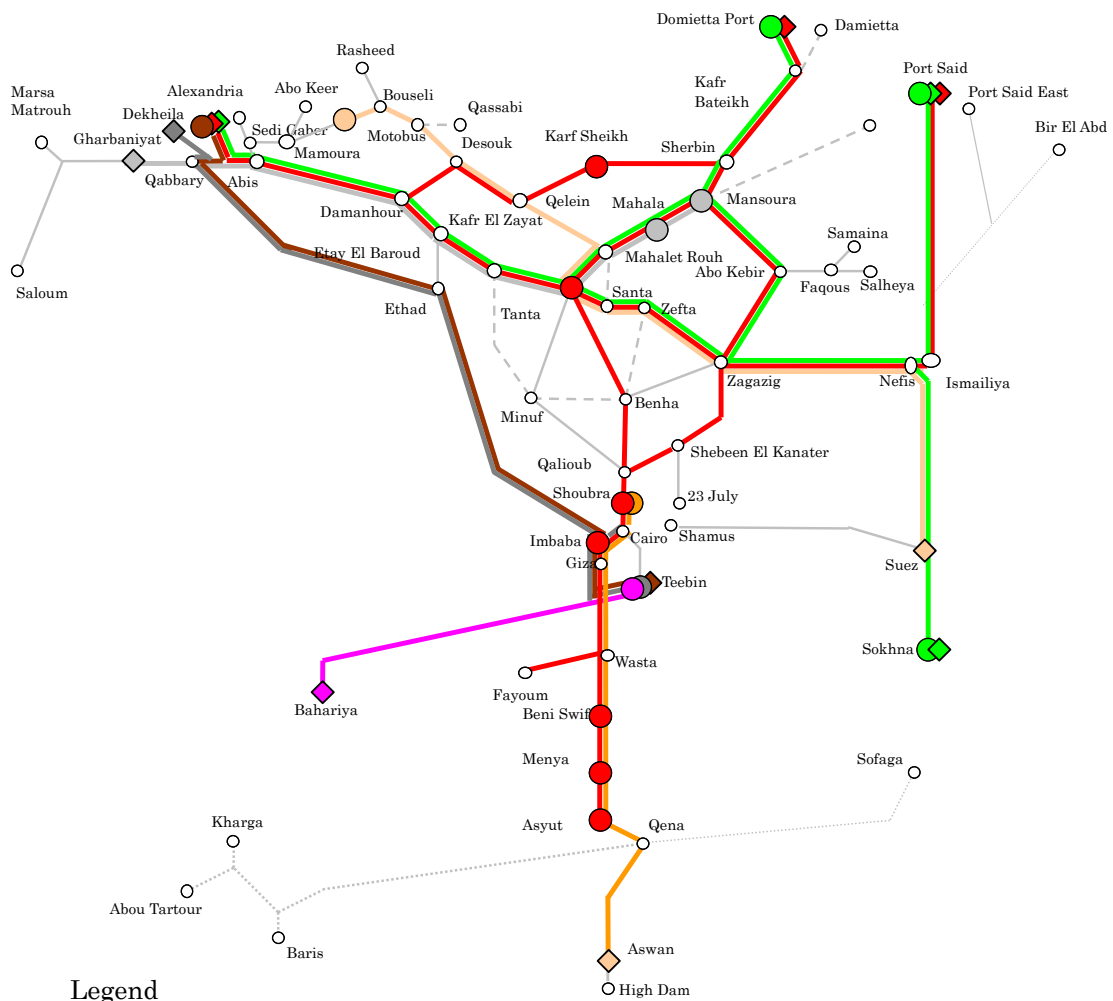 Domietta Port
Damietta
Rasheed
Marsa
Matrouh
Alexandria
Abo Keer
Bouseli
Kafr
Bateikh
Port Said
Port Said East
Dekheila
Qassabi
Gharbaniyat
Sedi Gaber
Motobus
Karf Sheikh
Bir El Abd
Mamoura
Desouk
Sherbin
Qabbary
Abis
Damanhour
Qelein
Mahala
Mansoura
Kafr El Zayat
Samaina
Etay El Baroud
Mahalet Rouh
Abo Kebir
Saloum
Faqous
Salheya
Ethad
Tanta
Santa
Zefta
Zagazig
Nefis
Ismailiya
Minuf
Benha
Qalioub
Shebeen El Kanater
Shoubra
23 July
Imbaba
Cairo
Shamus
Giza
Suez
Teebin
Sokhna
Wasta
Fayoum
Bahariya
Beni Swif
Menya
Sofaga
Asyut
Qena
Kharga
Abou Tartour
Baris
Aswan
High Dam
Legend